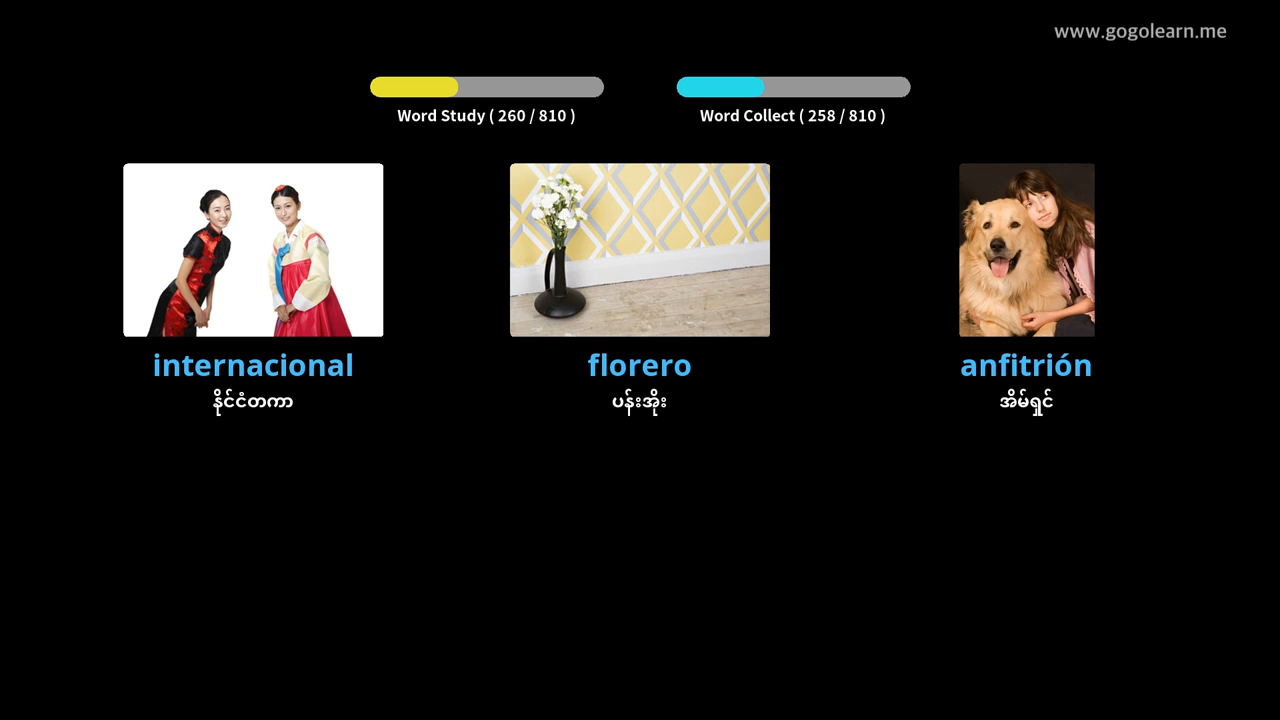 www.gogolearn.me
Word Study ( 260 / 810 )
Word Collect ( 258 / 810 )
internacional
နိုင်ငံတကာ
florero
ပန်းအိုး
anfitrión
အိမ်ရှင်